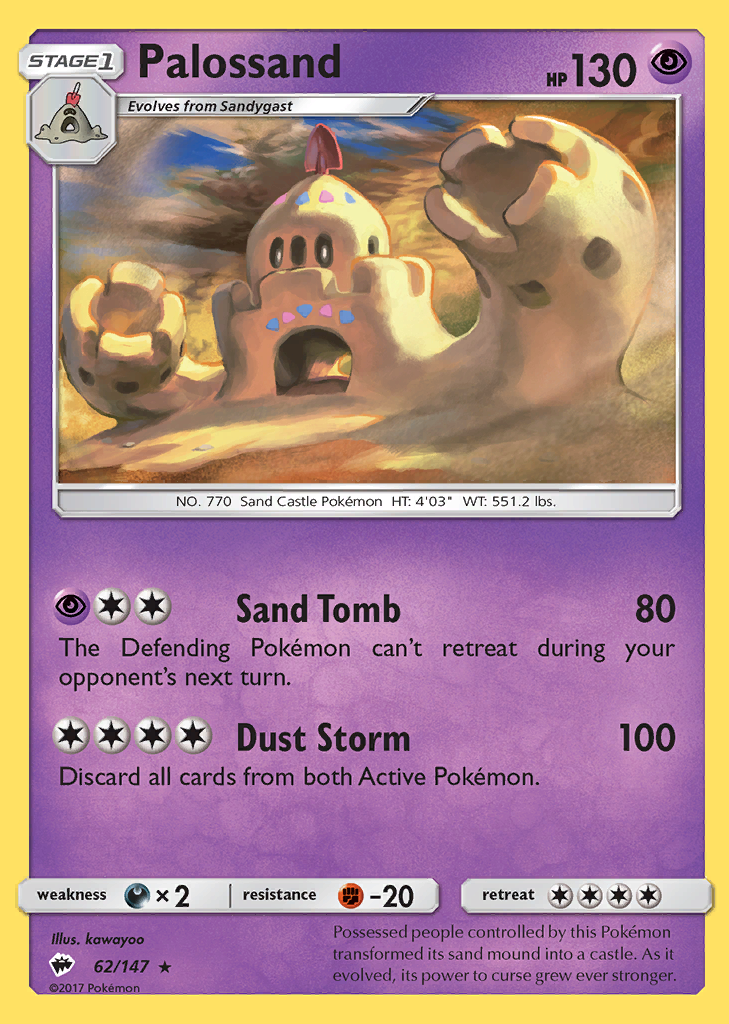 STAGE1
Palossand
HP 130
Evolves from Sandygast
NO. 770 Sand Castle Pokémon HT: 4'03" WT: 551.2 lbs.
Sand Tomb 80
The Defending Pokémon can't retreat during your
opponent's next turn.
Dust Storm 100
Discard all cards from both Active Pokémon.
weakness ×2 resistance -20 retreat
Illus. kawayoo
62/147 ★
©2017 Pokémon
Possessed people controlled by this Pokémon
transformed its sand mound into a castle. As it
evolved, its power to curse grew ever stronger.